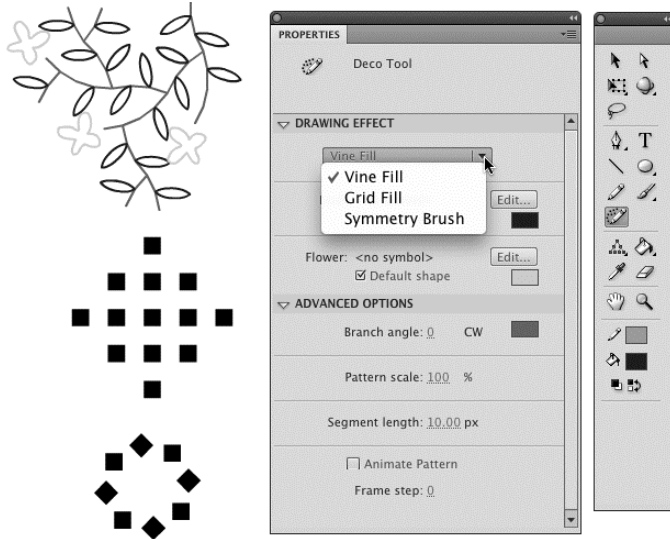 PROPERTIES
Deco Tool
DRAWING EFFECT
Vine Fill
✓ Vine Fill
Grid Fill
Symmetry Brush
Edit...
Flower: <no symbol>
Edit...
Default shape
ADVANCED OPTIONS
Branch angle: 0 CW
Pattern scale: 100 %
Segment length: 10.00 px
Animate Pattern
Frame step: 0
T